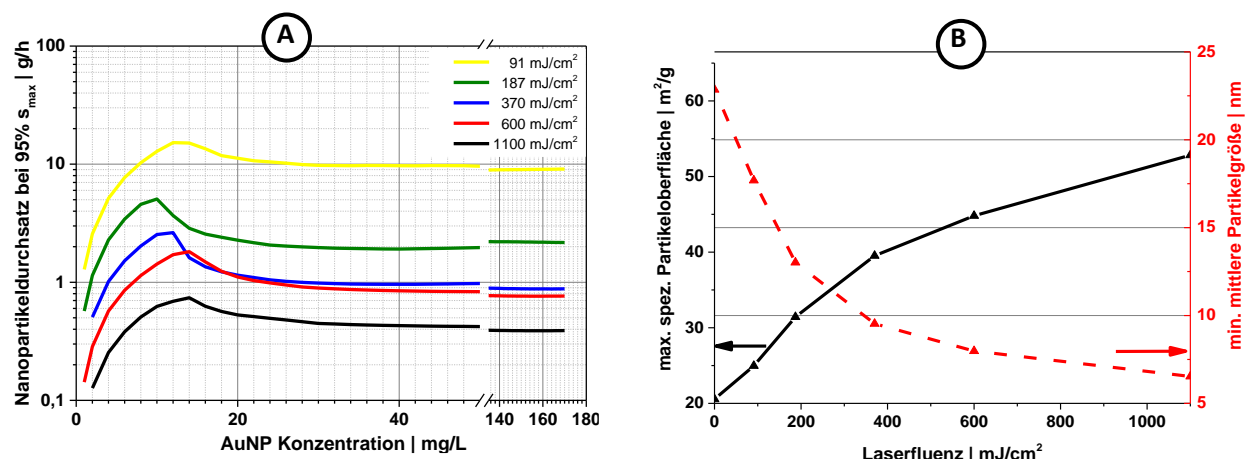 A
Nanopartikeldurchsatz bei 95% s_max | g/h
100
10
1
0,1
91 mJ/cm²
187 mJ/cm²
370 mJ/cm²
600 mJ/cm²
1100 mJ/cm²
0 20 40 140 160 180
AuNP Konzentration | mg/L
B
max. spez. Partikeloberfläche | m²/g
60
50
40
30
20
25
20
15
10
5
min. mittlere Partikelgröße | nm
0 200 400 600 800 1000
Laserfluenz | mJ/cm²